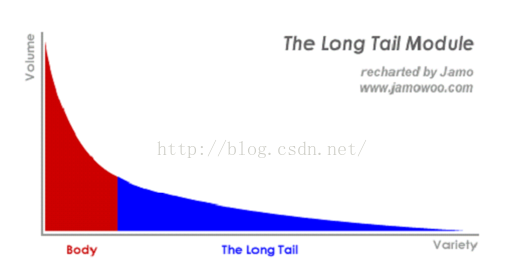 The Long Tail Module
recharted by Jamo
www.jamowoo.com
Volume
http://blog.csdn.net/
Variety
Body
The Long Tail